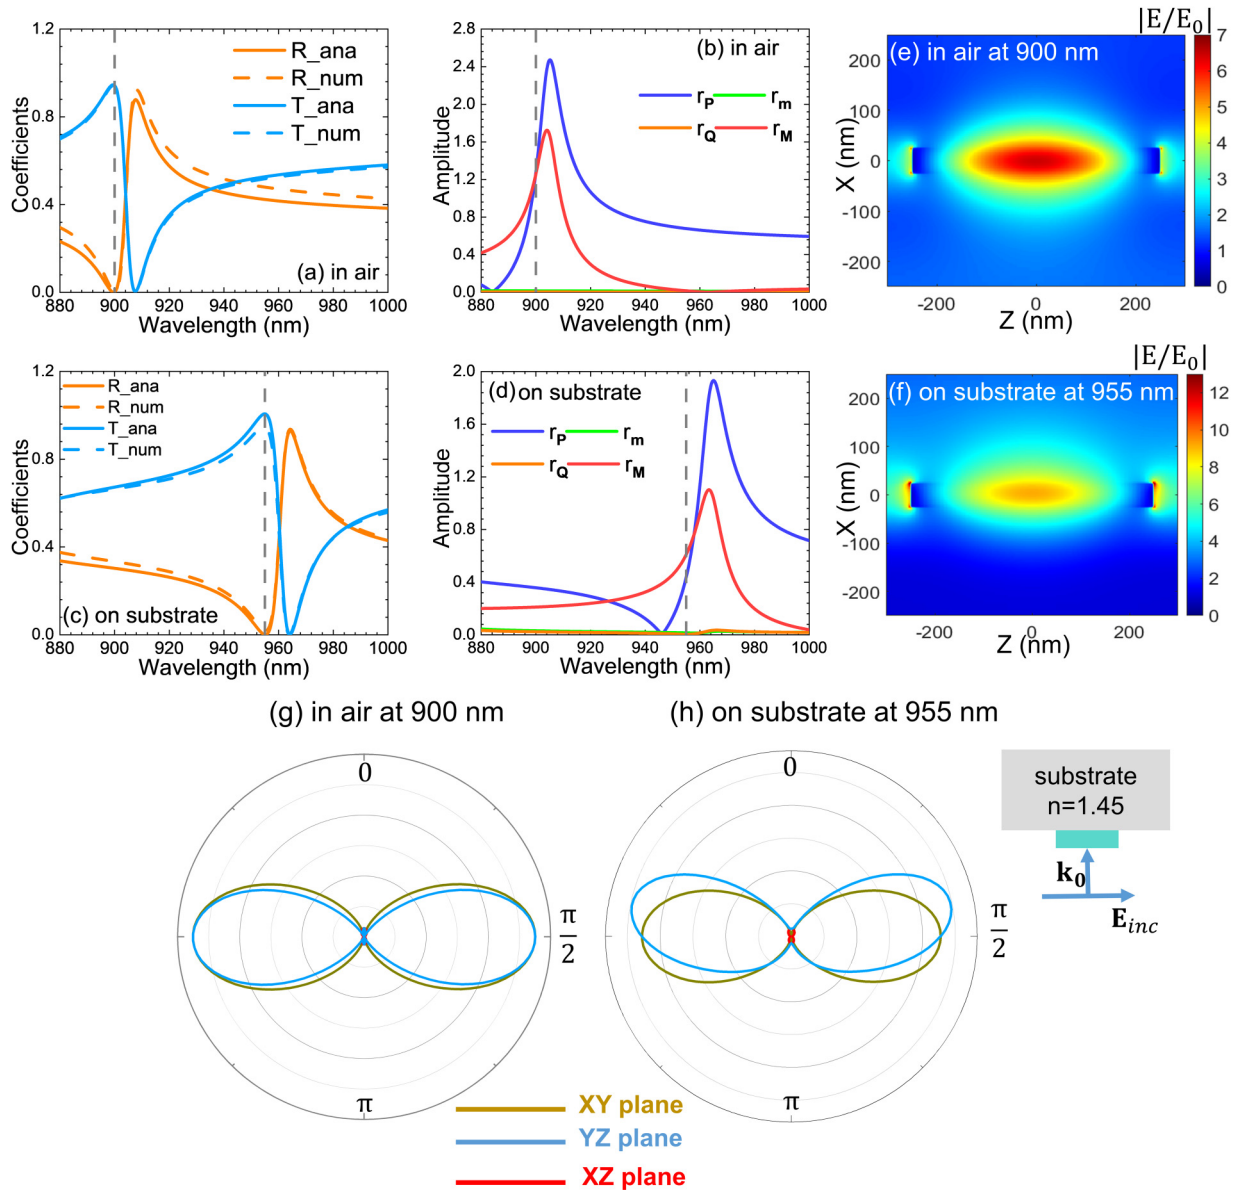 1.2
0.8
0.4
0.0
Coefficients
R_ana
R_num
T_ana
T_num
(a) in air
880 900 920 940 960 980 1000
Wavelength (nm)
2.8
2.4
2.0
1.6
1.2
0.8
0.4
0.0
Amplitude
(b) in air
rP rm
rQ rM
880 900 920 940 960 980 1000
Wavelength (nm)
|E/E0|
(e) in air at 900 nm
200
100
0
-100
-200
X (nm)
-200 0 200
Z (nm)
7
6
5
4
3
2
1
0
1.2
0.8
0.4
0.0
Coefficients
R_ana
R_num
T_ana
T_num
(c) on substrate
880 900 920 940 960 980 1000
Wavelength (nm)
2.0
1.6
1.2
0.8
0.4
0.0
Amplitude
(d) on substrate
rP rm
rQ rM
880 900 920 940 960 980 1000
Wavelength (nm)
|E/E0|
(f) on substrate at 955 nm
200
100
0
-100
-200
X (nm)
-200 0 200
Z (nm)
12
10
8
6
4
2
0
(g) in air at 900 nm
0
π/2
π
(h) on substrate at 955 nm
0
π/2
π
substrate
n=1.45
k0
Einc
XY plane
YZ plane
XZ plane